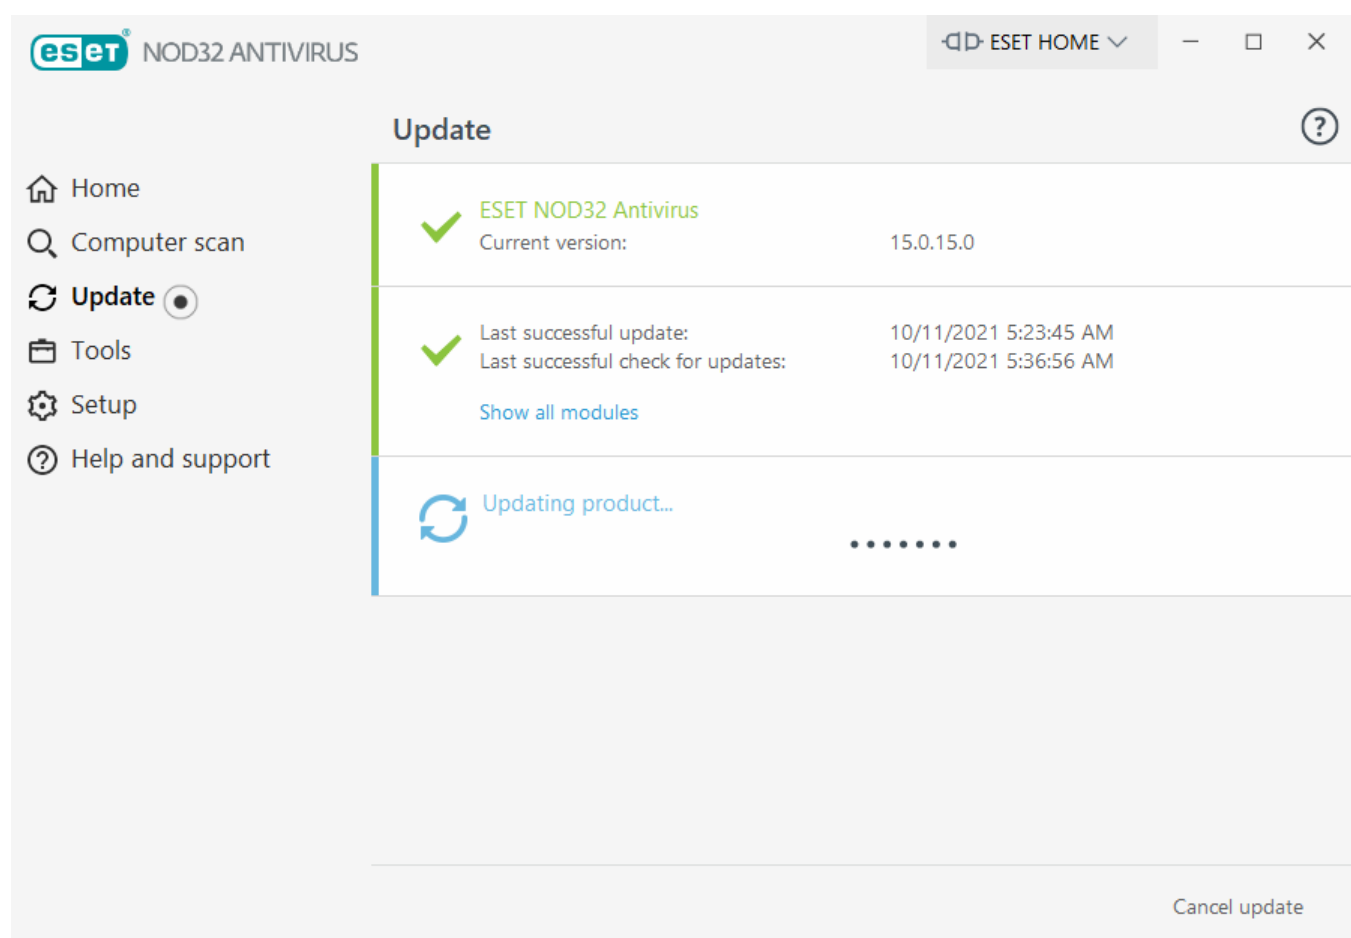 eset® NOD32 ANTIVIRUS
ESET HOME
Update
?
Home
Computer scan
Update
Tools
Setup
? Help and support
ESET NOD32 Antivirus
Current version: 15.0.15.0
Last successful update: 10/11/2021 5:23:45 AM
Last successful check for updates: 10/11/2021 5:36:56 AM
Show all modules
Updating product...
Cancel update